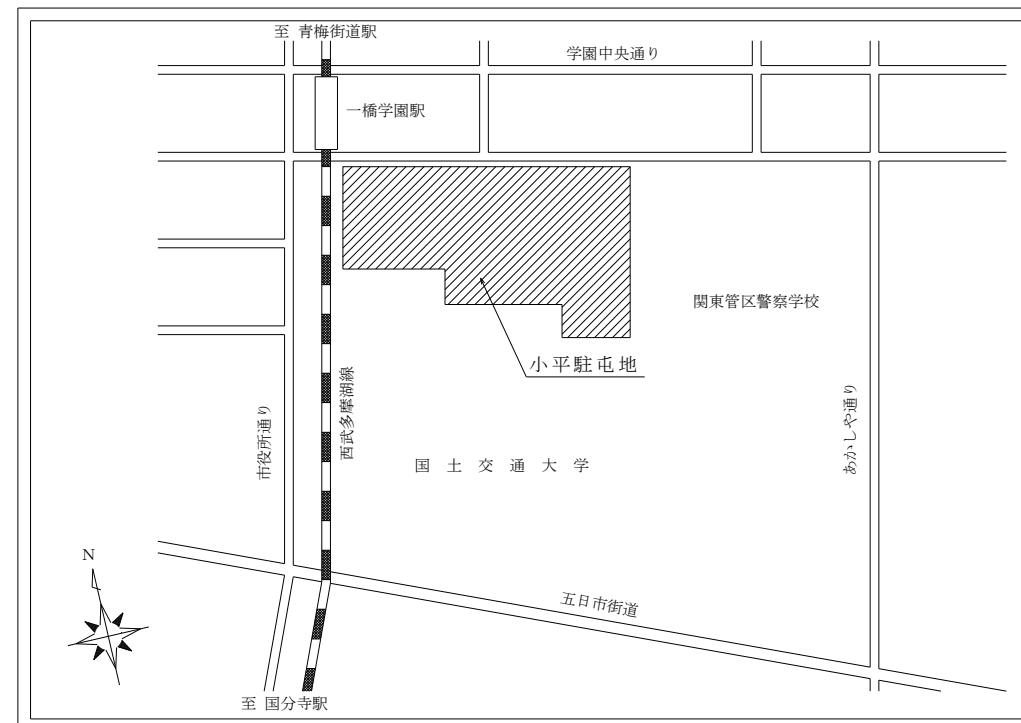 至 青梅街道駅
学園中央通り
一橋学園駅
関東管区警察学校
小平駐屯地
西武多摩湖線
市役所通り
あかしや通り
国土交通大学
N
五日市街道
至 国分寺駅